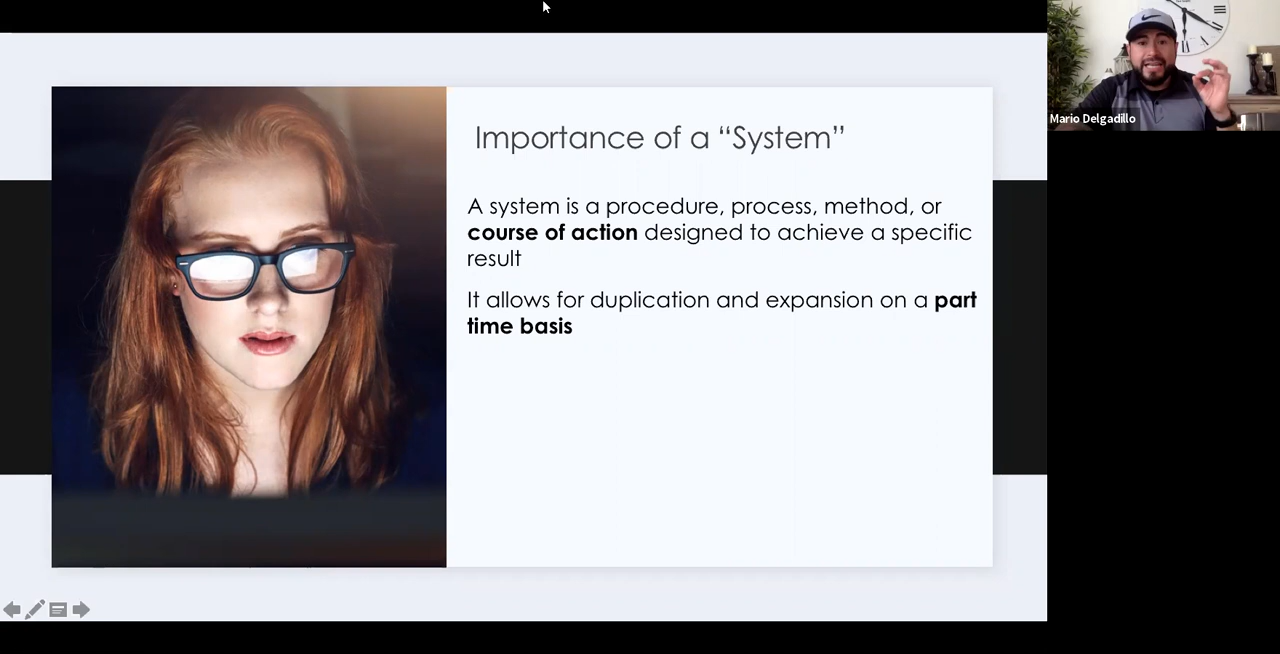 Importance of a “System”
A system is a procedure, process, method, or
course of action designed to achieve a specific
result
It allows for duplication and expansion on a part
time basis
Mario Delgadillo